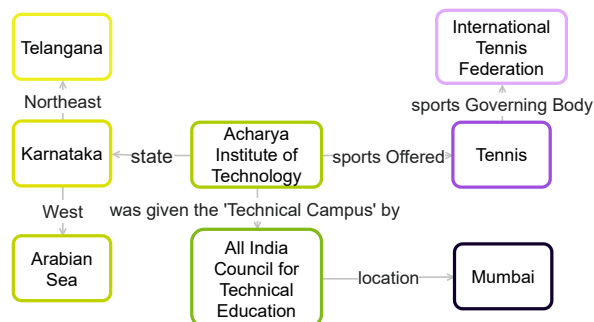 Telangana
International
Tennis
Federation
Northeast
sports Governing Body
Karnataka
state
Acharya
Institute of
Technology
sports Offered
Tennis
West
was given the 'Technical Campus' by
Arabian
Sea
All India
Council for
Technical
Education
location
Mumbai